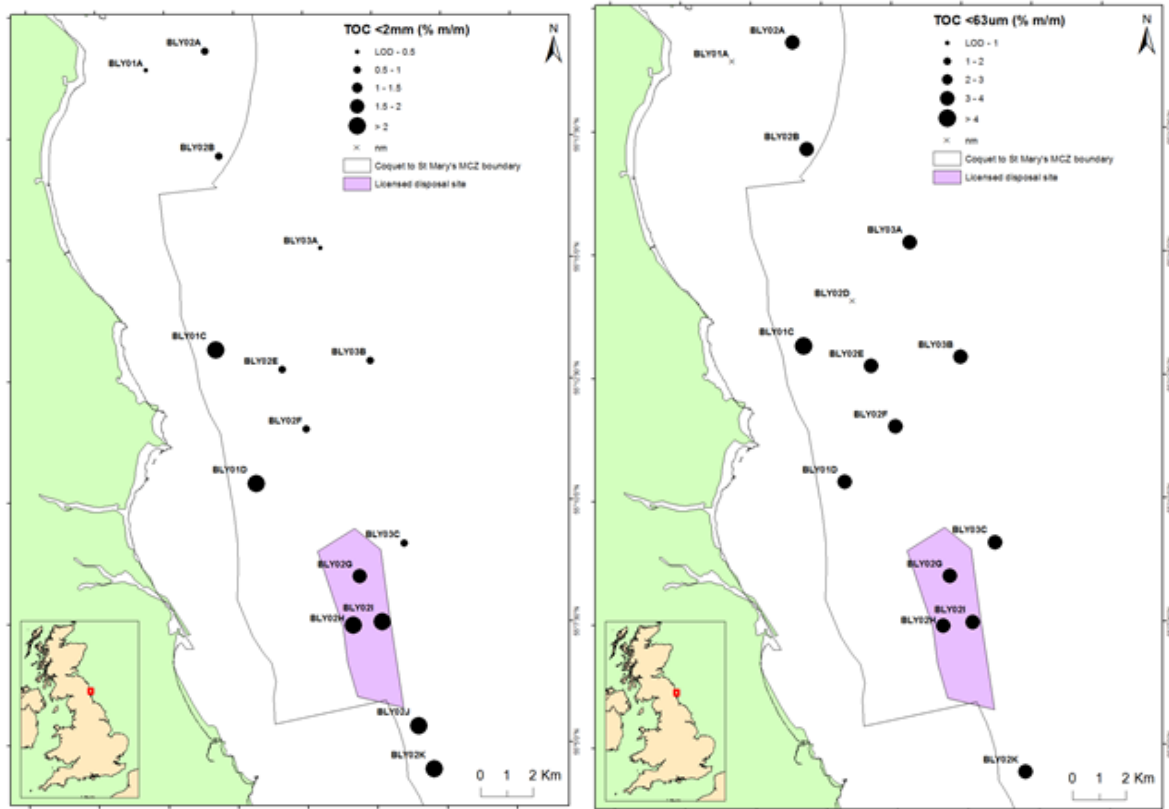 TOC <2mm (% m/m)
LOD - 0.5
0.5 - 1
1 - 1.5
1.5 - 2
> 2
nm
Coquet to St Mary's MCZ boundary
Licensed disposal site
N
BLY02A
BLY01A
BLY02B
BLY03A
BLY01C
BLY02E
BLY03B
BLY02F
BLY01D
BLY03C
BLY02G
BLY02I
BLY02H
BLY02J
BLY02K
0 1 2 Km
TOC <63um (% m/m)
LOD - 1
1 - 2
2 - 3
3 - 4
> 4
nm
Coquet to St Mary's MCZ boundary
Licensed disposal site
N
BLY02A
BLY01A
BLY02B
BLY03A
BLY02D
BLY01C
BLY02E
BLY03B
BLY02F
BLY01D
BLY03C
BLY02G
BLY02I
BLY02H
BLY02K
0 1 2 Km